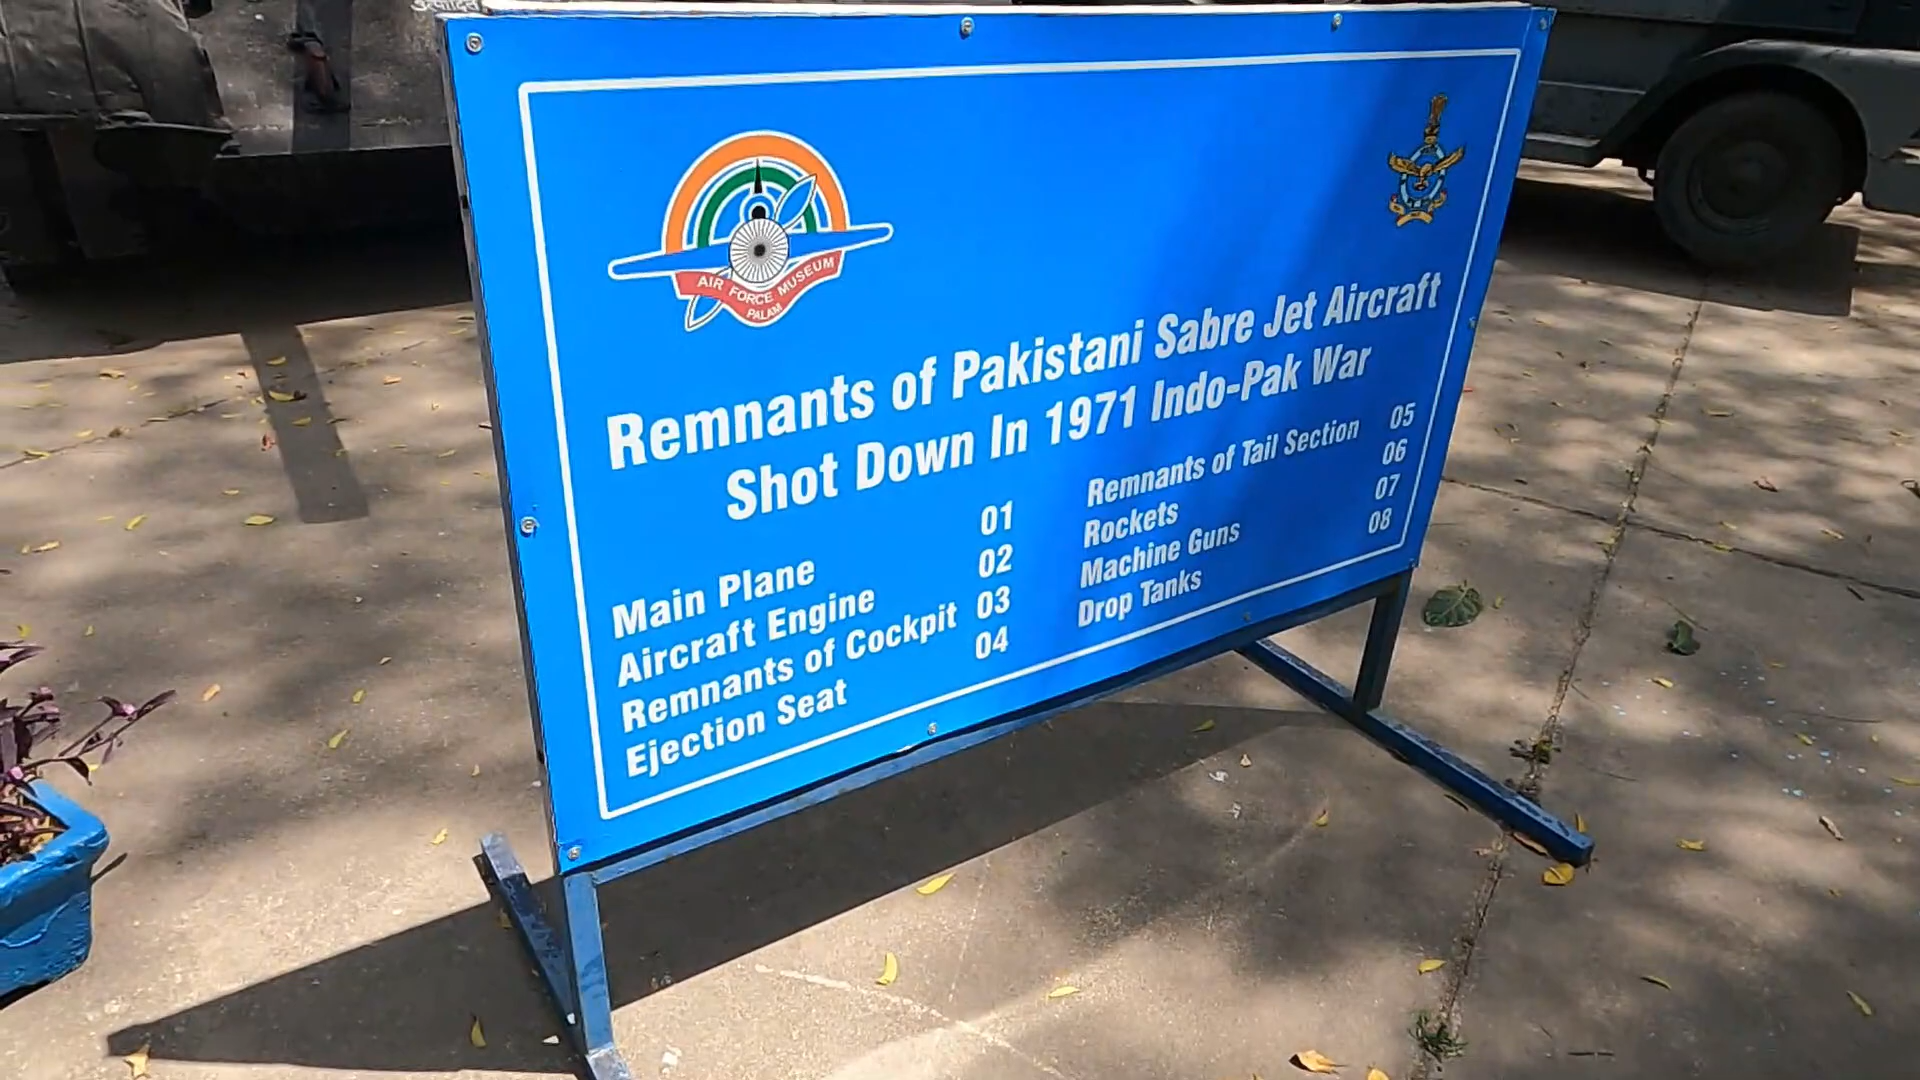 उत्पादित
AIR FORCE MUSEUM
PALAM
Remnants of Pakistani Sabre Jet Aircraft
Shot Down In 1971 Indo-Pak War
Main Plane 01
Aircraft Engine 02
Remnants of Cockpit 03
Ejection Seat 04
Remnants of Tail Section 05
Rockets 06
Machine Guns 07
Drop Tanks 08